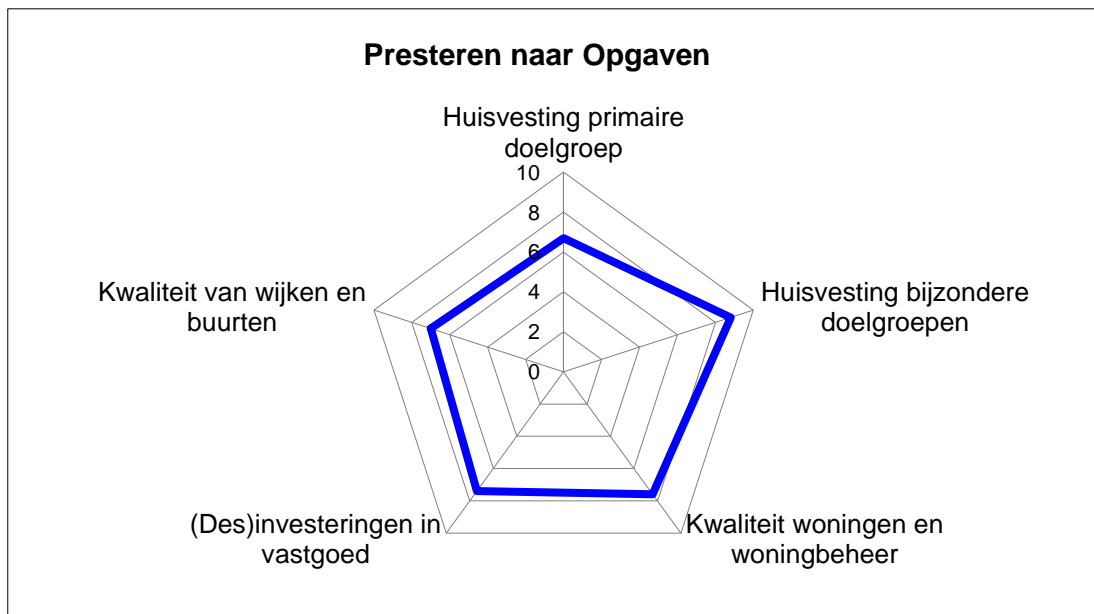 Presteren naar Opgaven
Huisvesting primaire
doelgroep
10
8
6
4
2
0
Huisvesting bijzondere
doelgroepen
Kwaliteit woningen en
woningbeheer
(Des)investeringen in
vastgoed
Kwaliteit van wijken en
buurten